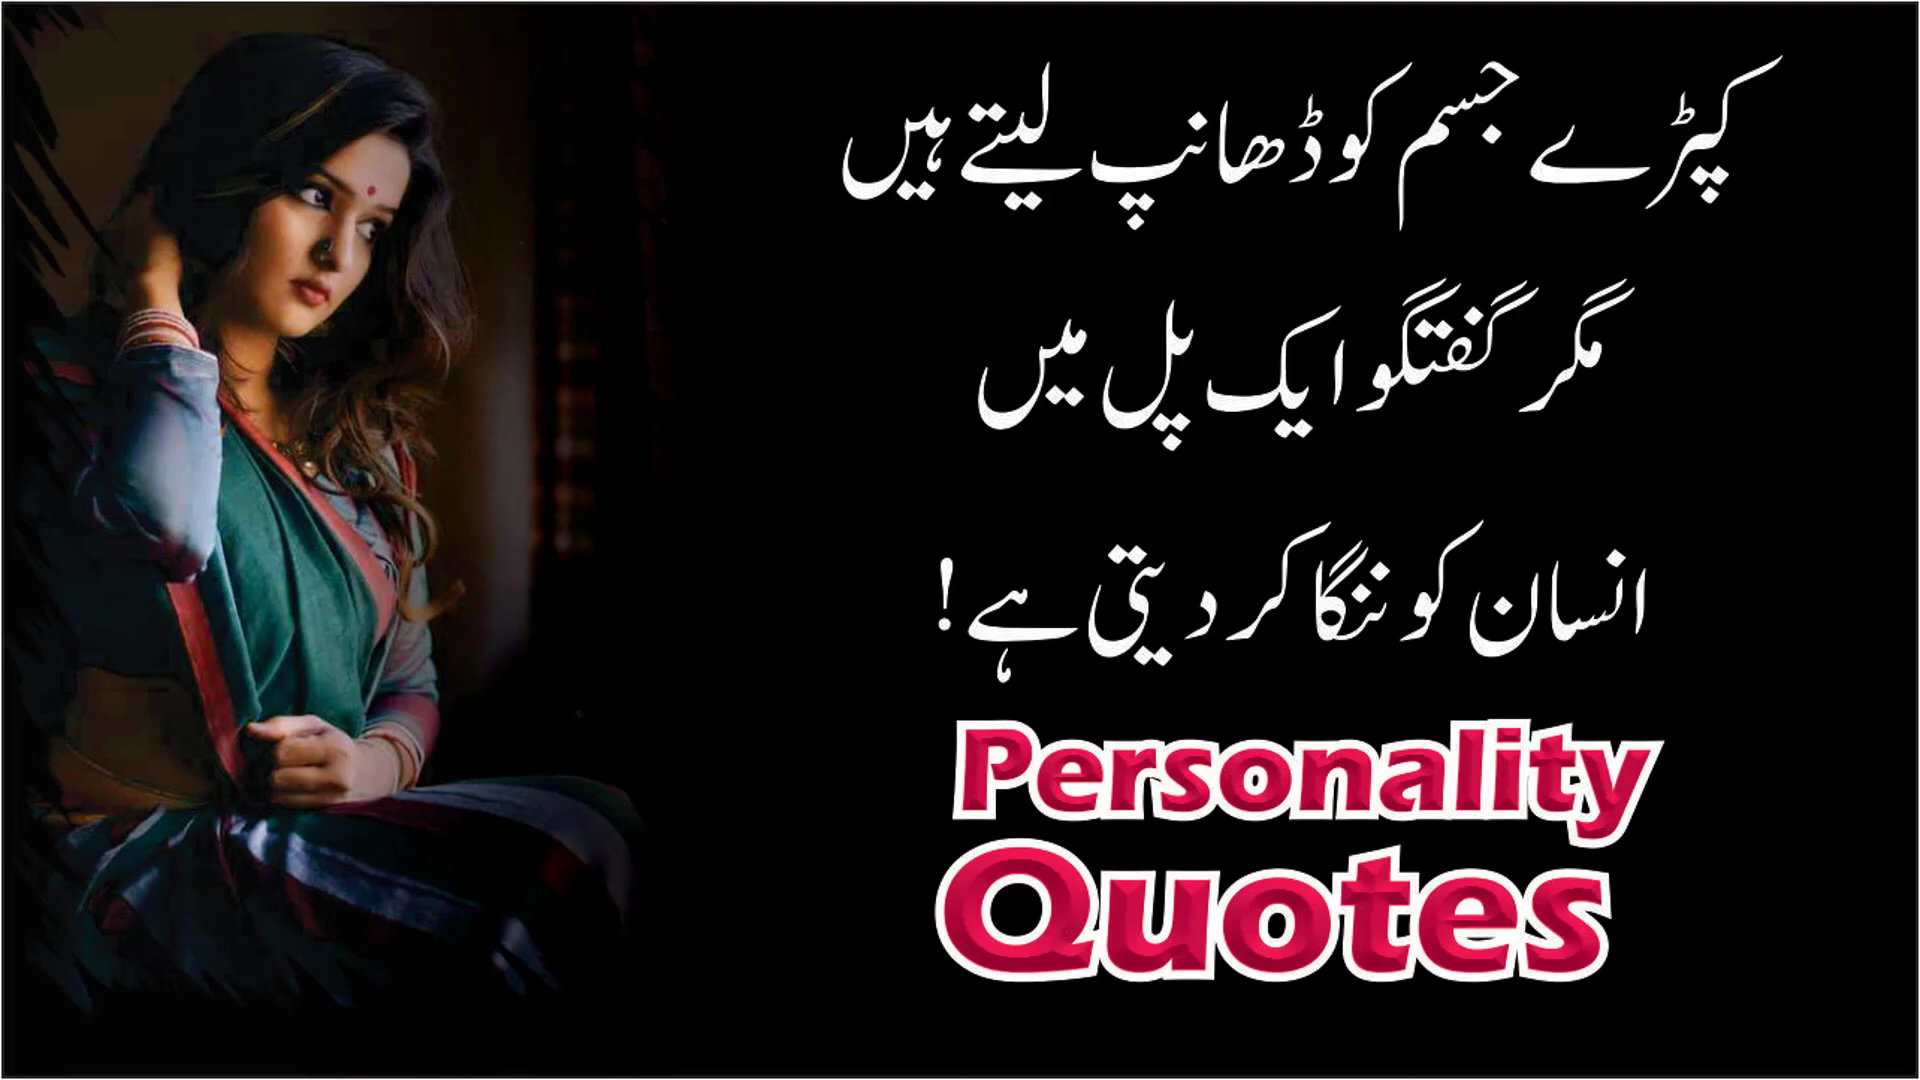 کپڑے جسم کو ڈھانپ لیتے ہیں
مگر گفتگو ایک پل میں
انسان کو ننگا کر دیتی ہے!
Personality
Quotes